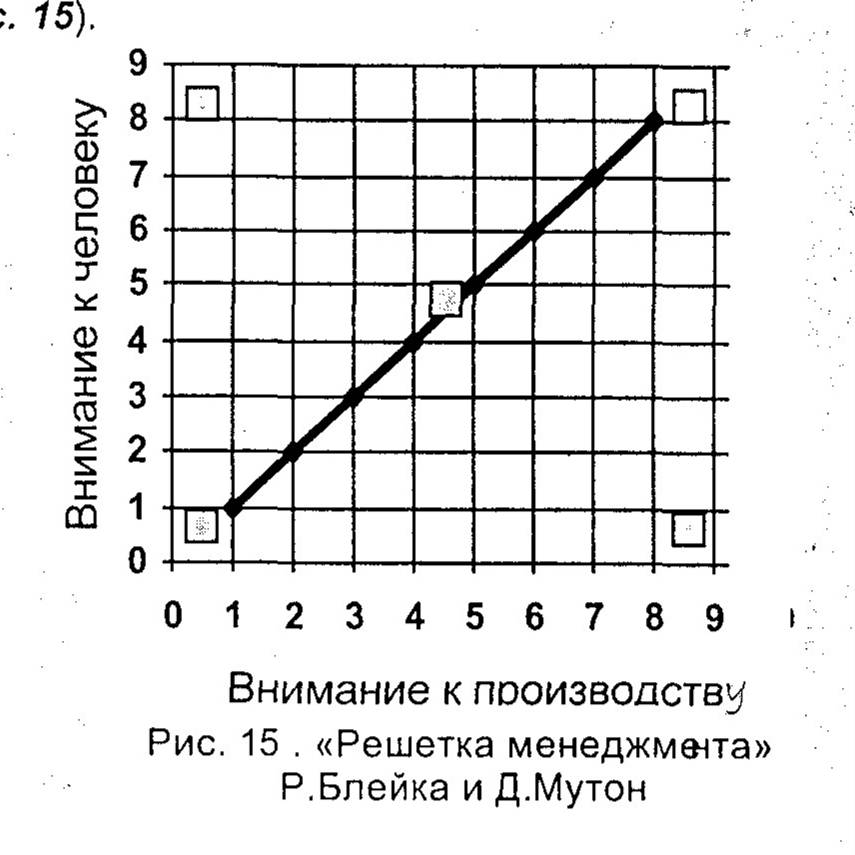 с. 15).
9
8
7
6
5
4
3
2
1
0
Внимание к человеку
0 1 2 3 4 5 6 7 8 9
Внимание к производству
Рис. 15 . «Решетка менеджмента»
Р.Блейка и Д.Мутон